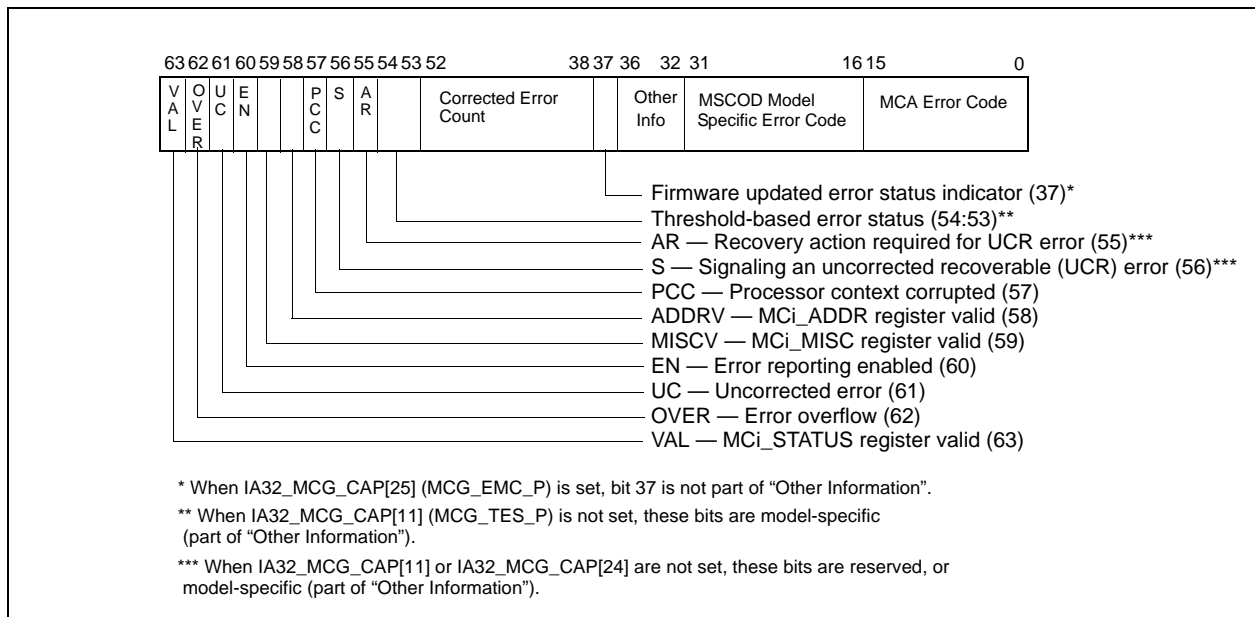 63 62 61 60 59 58 57 56 55 54 53 52 38 37 36 32 31 16 15 0
VAL
OVER
UC
EN
PCC
S
AR
Corrected Error
Count
Other
Info
MSCOD Model
Specific Error Code
MCA Error Code
Firmware updated error status indicator (37)*
Threshold-based error status (54:53)**
AR — Recovery action required for UCR error (55)***
S — Signaling an uncorrected recoverable (UCR) error (56)***
PCC — Processor context corrupted (57)
ADDRV — MCi_ADDR register valid (58)
MISCV — MCi_MISC register valid (59)
EN — Error reporting enabled (60)
UC — Uncorrected error (61)
OVER — Error overflow (62)
VAL — MCi_STATUS register valid (63)
* When IA32_MCG_CAP[25] (MCG_EMC_P) is set, bit 37 is not part of “Other Information”.
** When IA32_MCG_CAP[11] (MCG_TES_P) is not set, these bits are model-specific
(part of “Other Information”).
*** When IA32_MCG_CAP[11] or IA32_MCG_CAP[24] are not set, these bits are reserved, or
model-specific (part of “Other Information”).